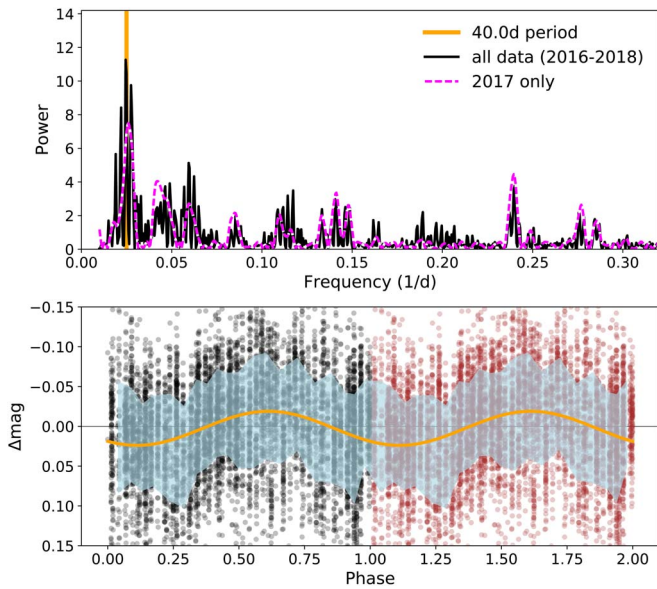 14
12
10
8
6
4
2
0
Power
40.0d period
all data (2016-2018)
2017 only
0.00 0.05 0.10 0.15 0.20 0.25 0.30
Frequency (1/d)
−0.15
−0.10
−0.05
0.00
0.05
0.10
0.15
Δmag
0.00 0.25 0.50 0.75 1.00 1.25 1.50 1.75 2.00
Phase